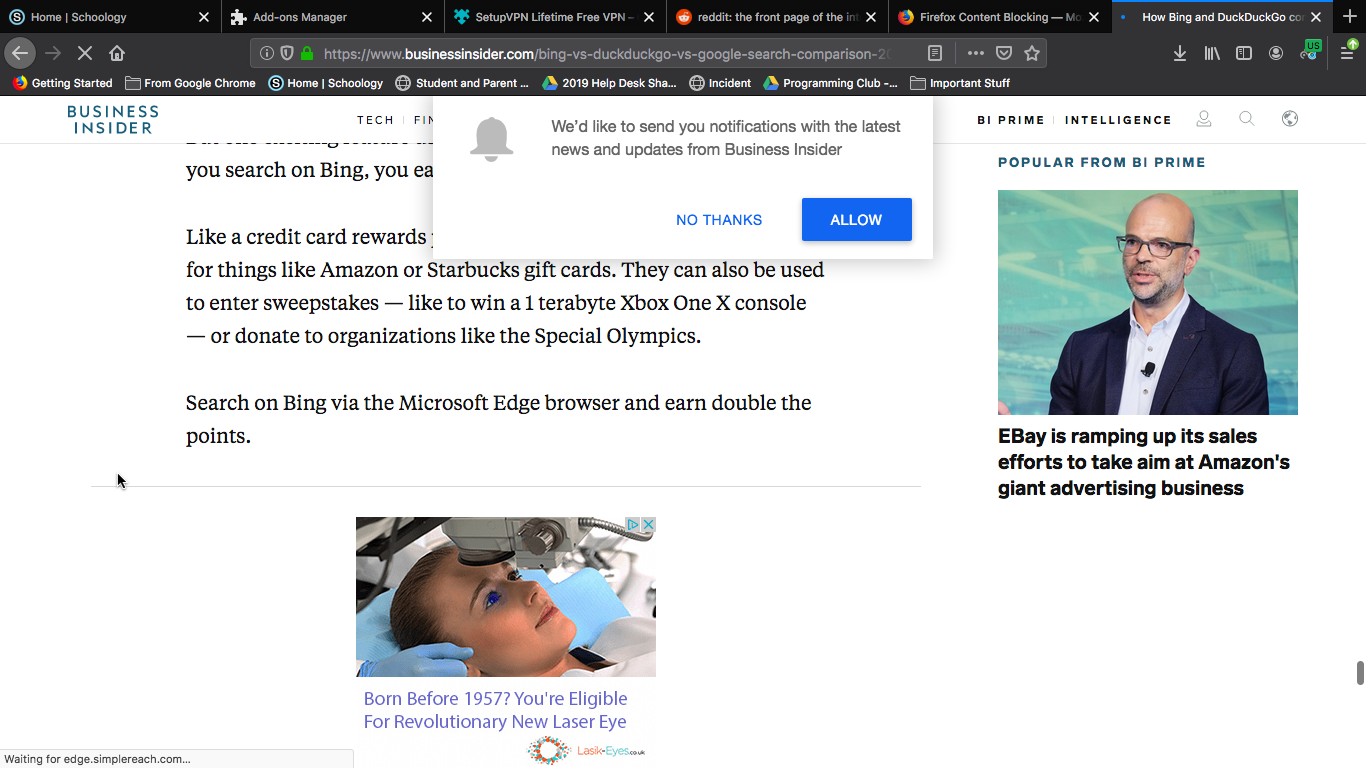 Home | Schoology
Add-ons Manager
SetupVPN Lifetime Free VPN –
reddit: the front page of the int
Firefox Content Blocking — Mo
How Bing and DuckDuckGo co
https://www.businessinsider.com/bing-vs-duckduckgo-vs-google-search-comparison-20
US
Getting Started
From Google Chrome
Home | Schoology
Student and Parent ...
2019 Help Desk Sha...
Incident
Programming Club -...
Important Stuff
BUSINESS
INSIDER
TECH
FIN
BI PRIME
INTELLIGENCE
We'd like to send you notifications with the latest
news and updates from Business Insider
NO THANKS
ALLOW
you search on Bing, you ea
Like a credit card rewards
for things like Amazon or Starbucks gift cards. They can also be used
to enter sweepstakes — like to win a 1 terabyte Xbox One X console
— or donate to organizations like the Special Olympics.
Search on Bing via the Microsoft Edge browser and earn double the
points.
POPULAR FROM BI PRIME
EBay is ramping up its sales
efforts to take aim at Amazon's
giant advertising business
Born Before 1957? You're Eligible
For Revolutionary New Laser Eye
Lasik-Eyes.co.uk
Waiting for edge.simplereach.com...